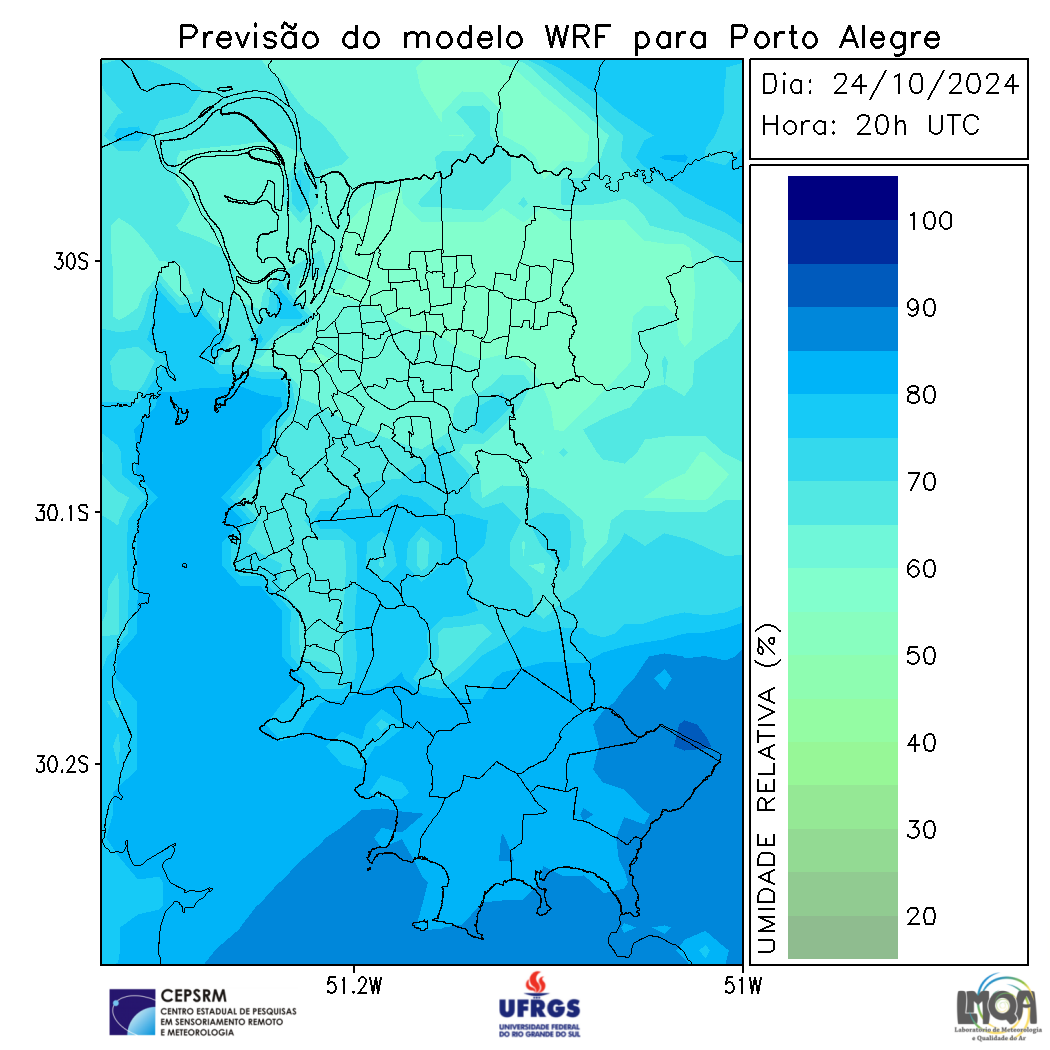 Previsão do modelo WRF para Porto Alegre
Dia: 24/10/2024
Hora: 20h UTC
30S
30.1S
30.2S
51.2W
51W
UMIDADE RELATIVA (%)
100
90
80
70
60
50
40
30
20
CEPSRM
CENTRO ESTADUAL DE PESQUISAS
EM SENSORIAMENTO REMOTO
E METEOROLOGIA
UFRGS
UNIVERSIDADE FEDERAL
DO RIO GRANDE DO SUL
LMQA
Laboratório de Meteorologia
e Qualidade do Ar